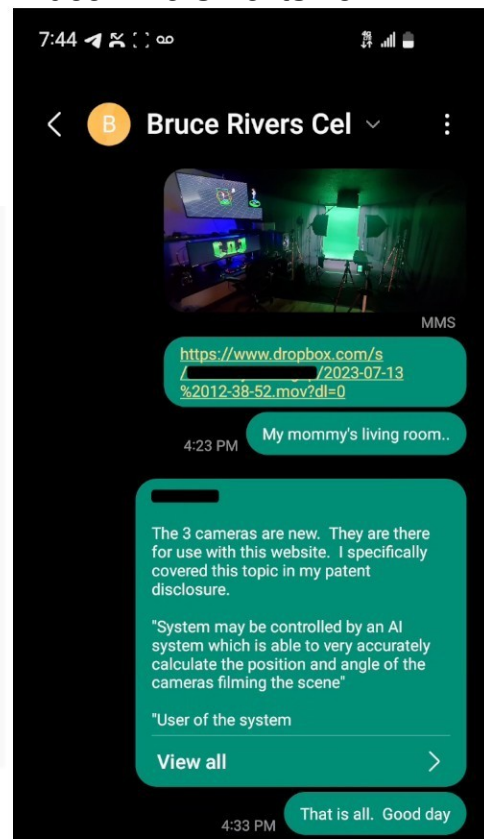 7:44
B Bruce Rivers Cel
MMS
https://www.dropbox.com/s
/ /2023-07-13
%2012-38-52.mov?dl=0
4:23 PM My mommy's living room..
The 3 cameras are new. They are there
for use with this website. I specifically
covered this topic in my patent
disclosure.
"System may be controlled by an AI
system which is able to very accurately
calculate the position and angle of the
cameras filming the scene"
"User of the system
View all
4:33 PM That is all. Good day